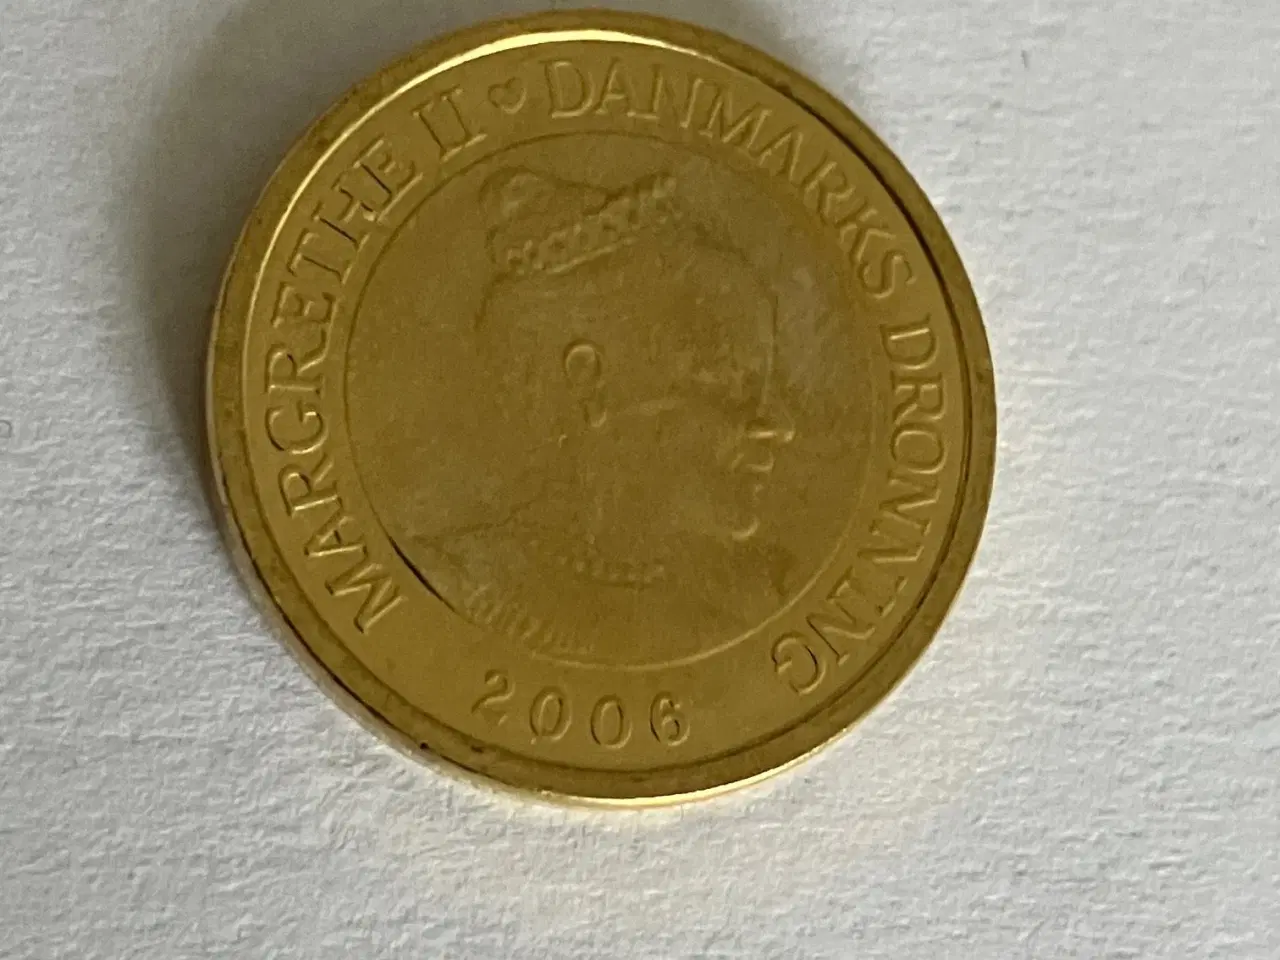 MARGRETHE II ♥ DANMARKS DRONNING
2006